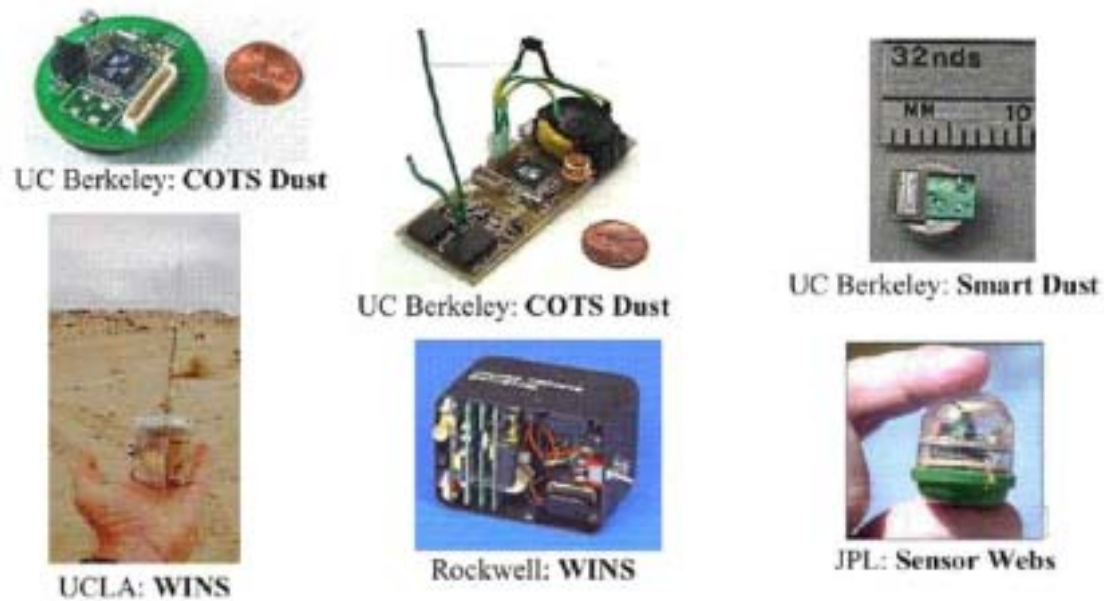 32nds
MM 10
UC Berkeley: COTS Dust
UC Berkeley: COTS Dust
UC Berkeley: Smart Dust
UCLA: WINS
Rockwell: WINS
JPL: Sensor Webs